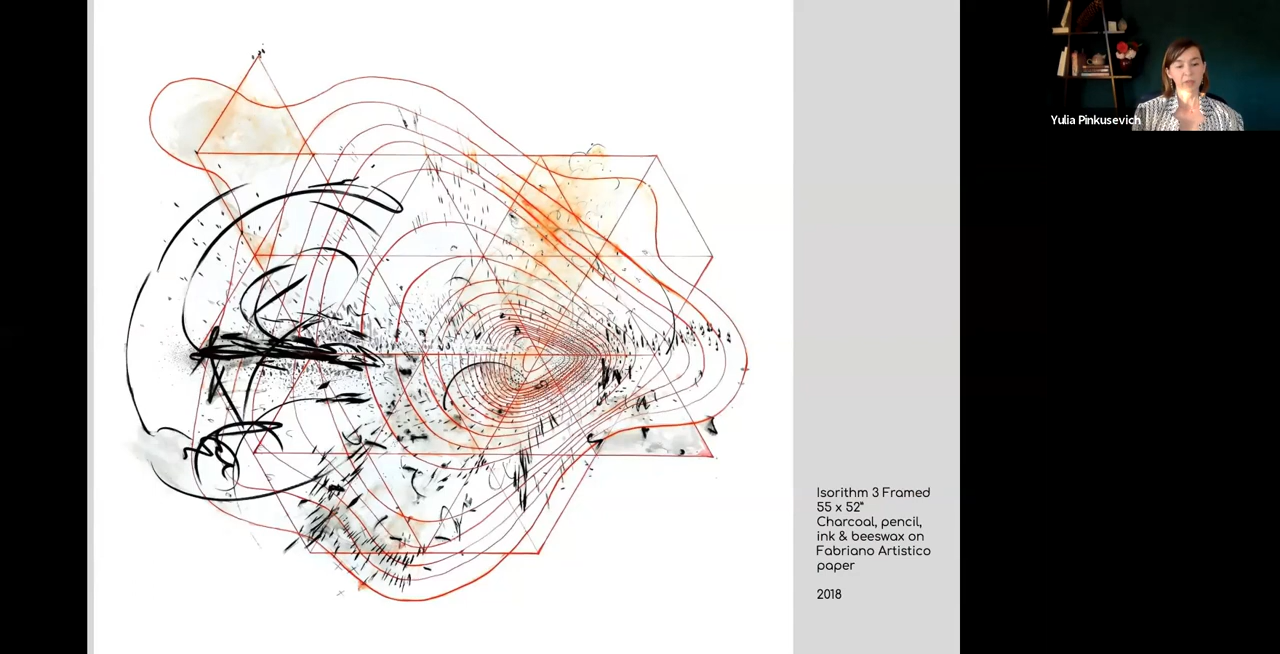 Yulia Pinkusevich
Isorithm 3 Framed
55 x 52"
Charcoal, pencil,
ink & beeswax on
Fabriano Artistico
paper
2018